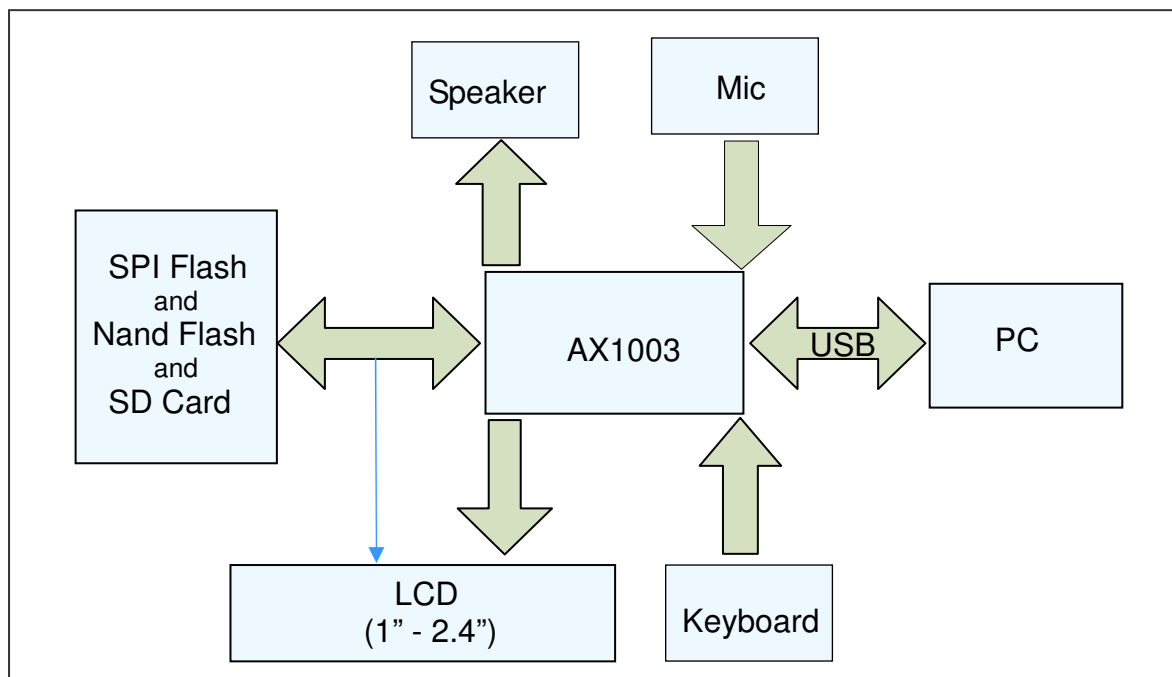 Speaker
Mic
SPI Flash
and
Nand Flash
and
SD Card
AX1003
USB
PC
LCD
(1” - 2.4”)
Keyboard